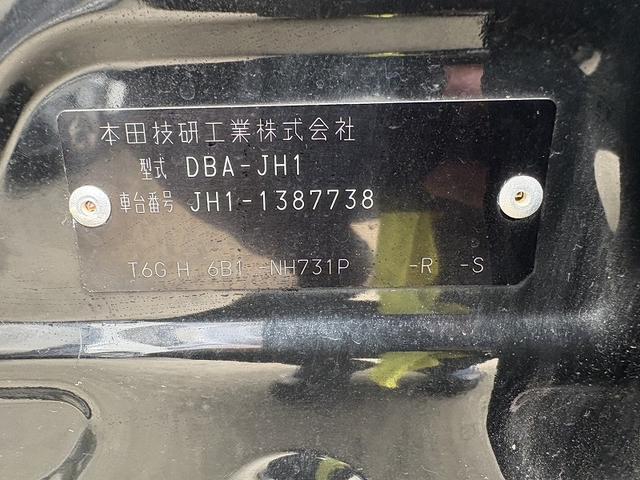 本田技研工業株式会社
型式 DBA-JH1
車台番号 JH1-1387738
T6G H 6B1 -NH731P -R -S